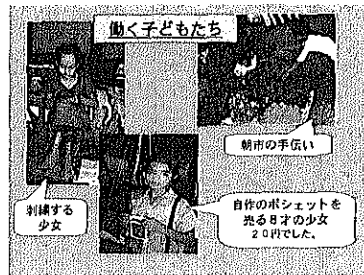 働く子どもたち
朝市の手伝い
刺繍する
少女
自作のポシェットを
売る8才の少女
20円でした。